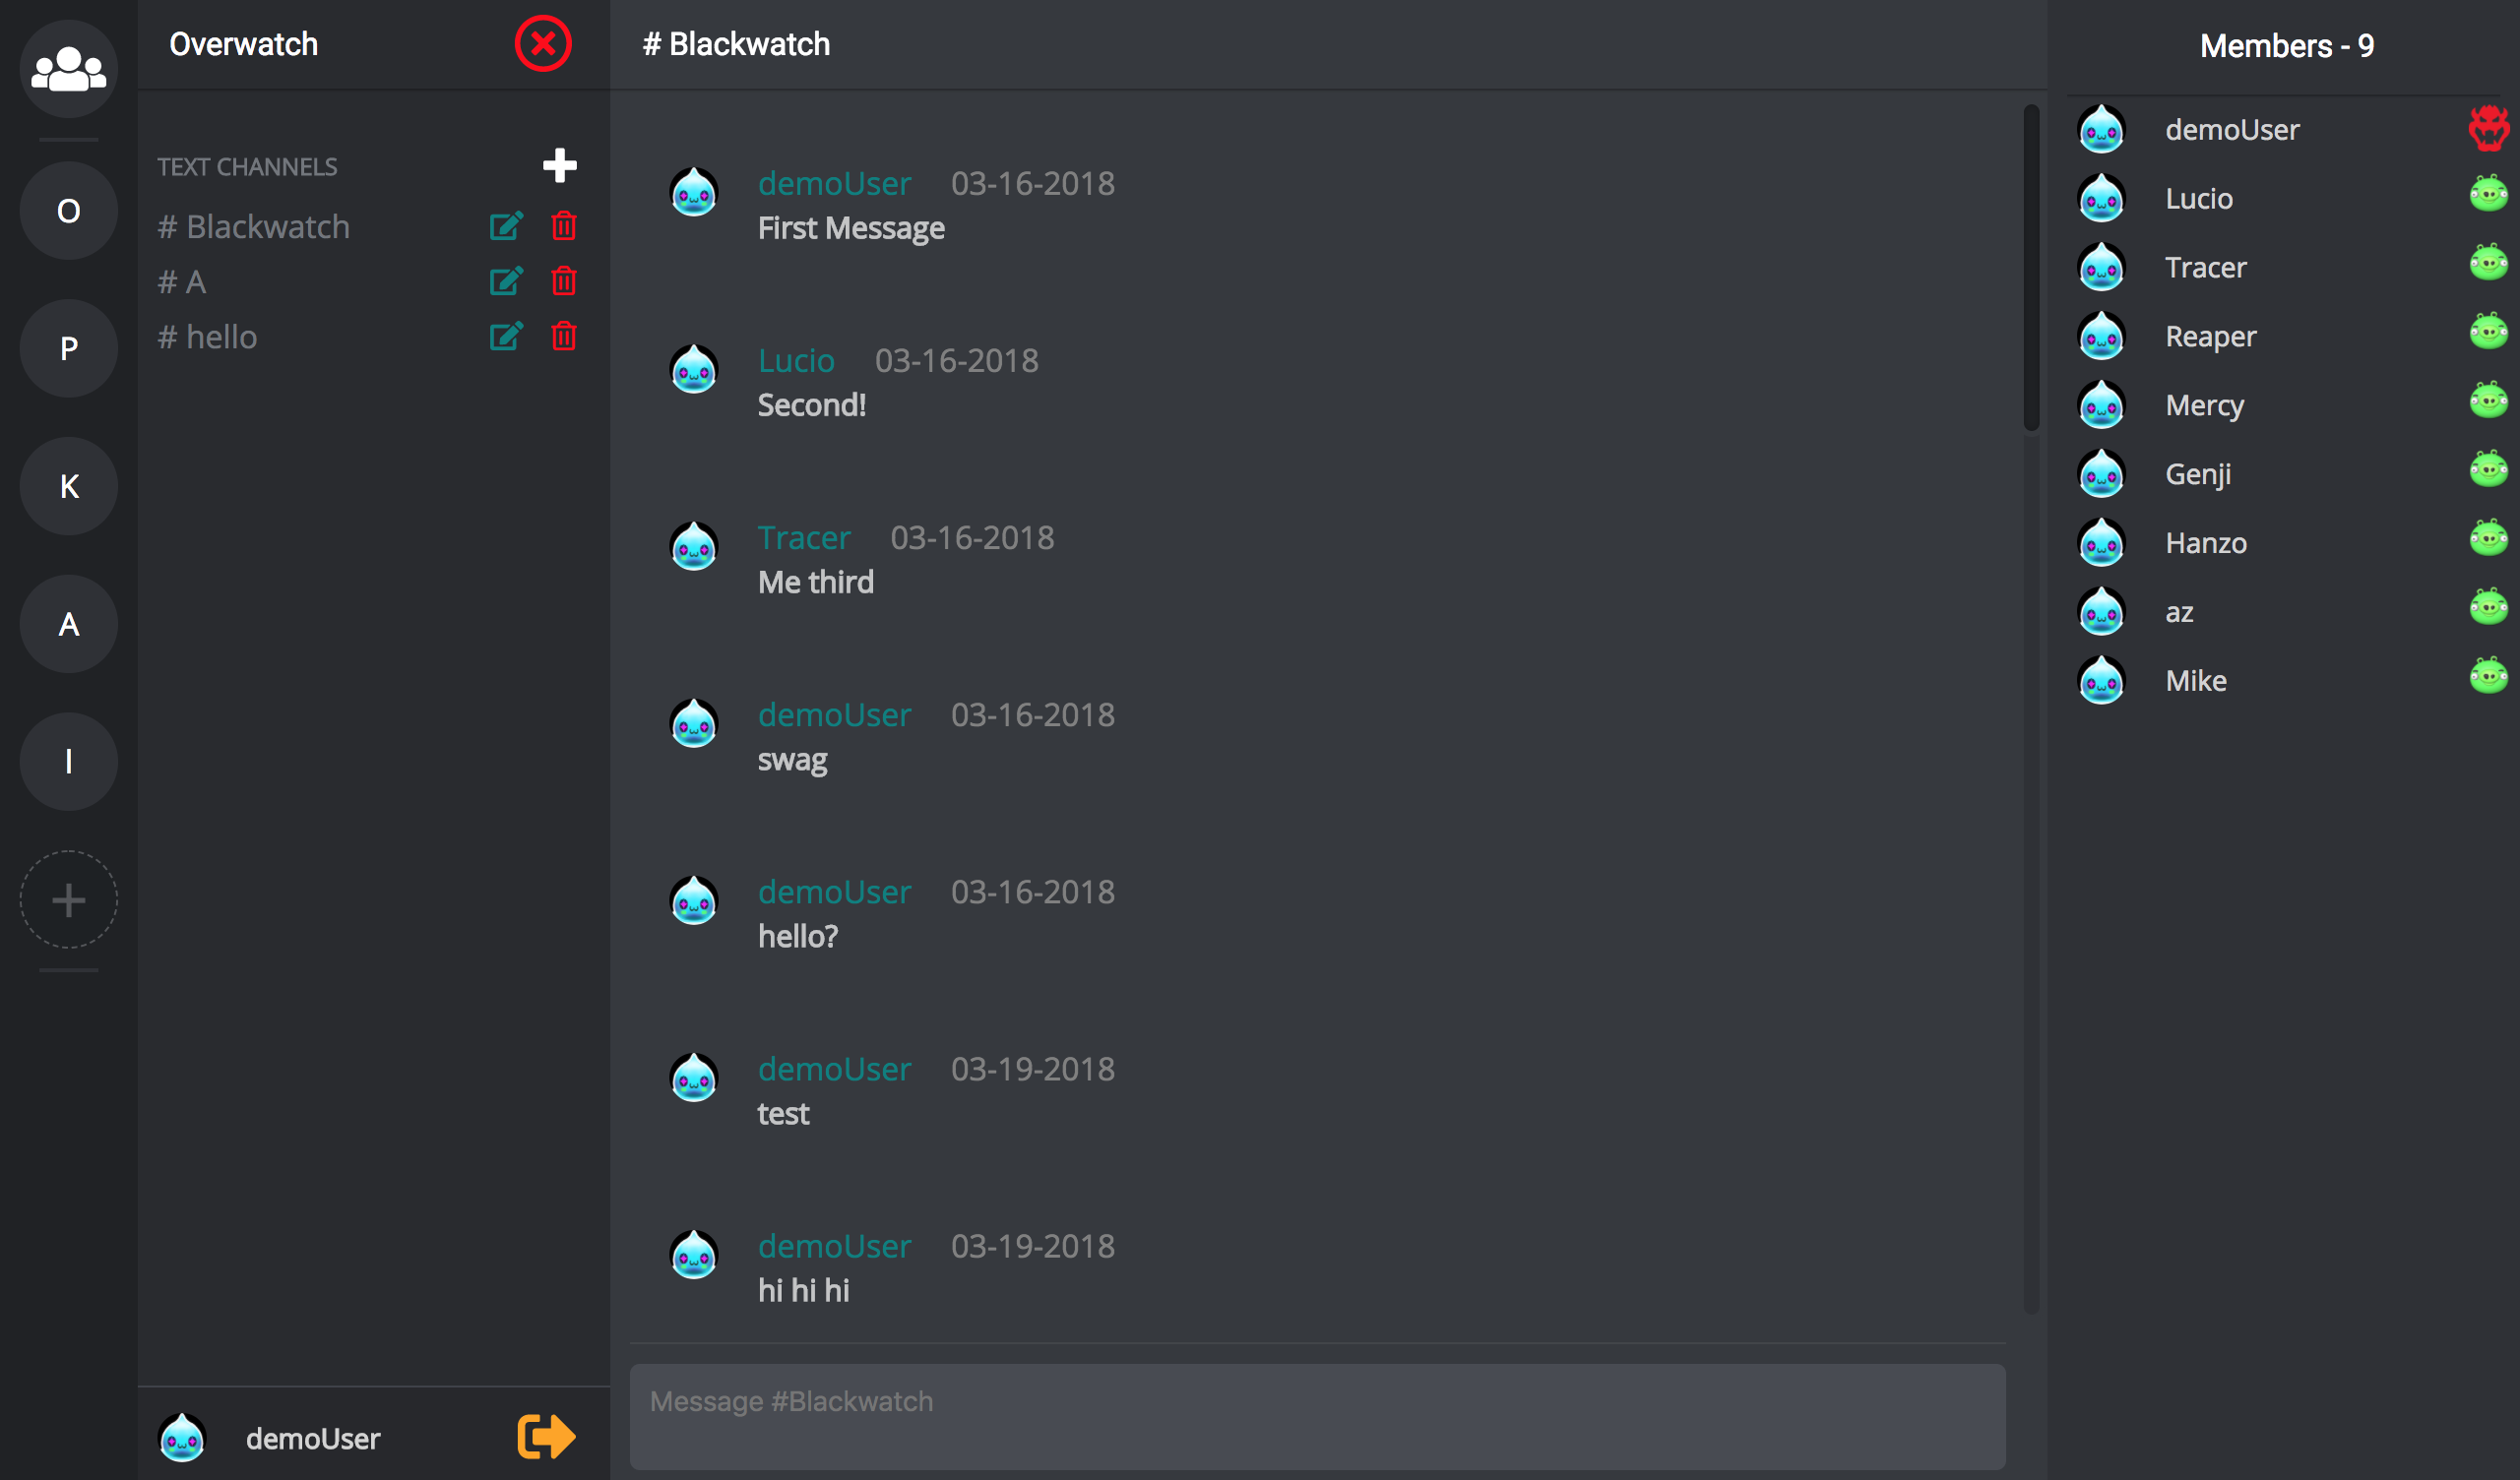 O
P
K
A
I
Overwatch
TEXT CHANNELS
# Blackwatch
# A
# hello
demoUser
# Blackwatch
demoUser 03-16-2018
First Message
Lucio 03-16-2018
Second!
Tracer 03-16-2018
Me third
demoUser 03-16-2018
swag
demoUser 03-16-2018
hello?
demoUser 03-19-2018
test
demoUser 03-19-2018
hi hi hi
Message #Blackwatch
Members - 9
demoUser
Lucio
Tracer
Reaper
Mercy
Genji
Hanzo
az
Mike